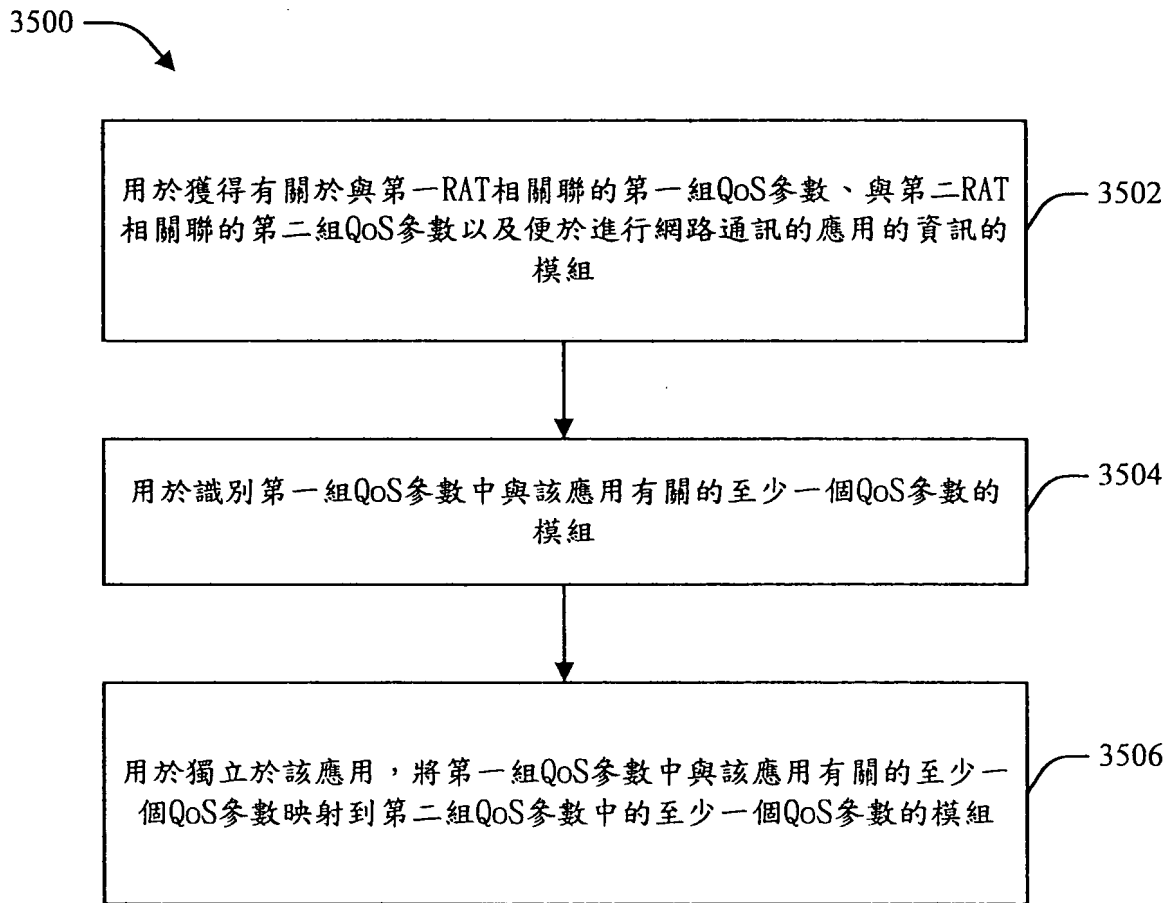 3500
用於獲得有關於與第一RAT相關聯的第一組QoS參數、與第二RAT
相關聯的第二組QoS參數以及便於進行網路通訊的應用的資訊的
模組
3502
用於識別第一組QoS參數中與該應用有關的至少一個QoS參數的
模組
3504
用於獨立於該應用，將第一組QoS參數中與該應用有關的至少一
個QoS參數映射到第二組QoS參數中的至少一個QoS參數的模組
3506